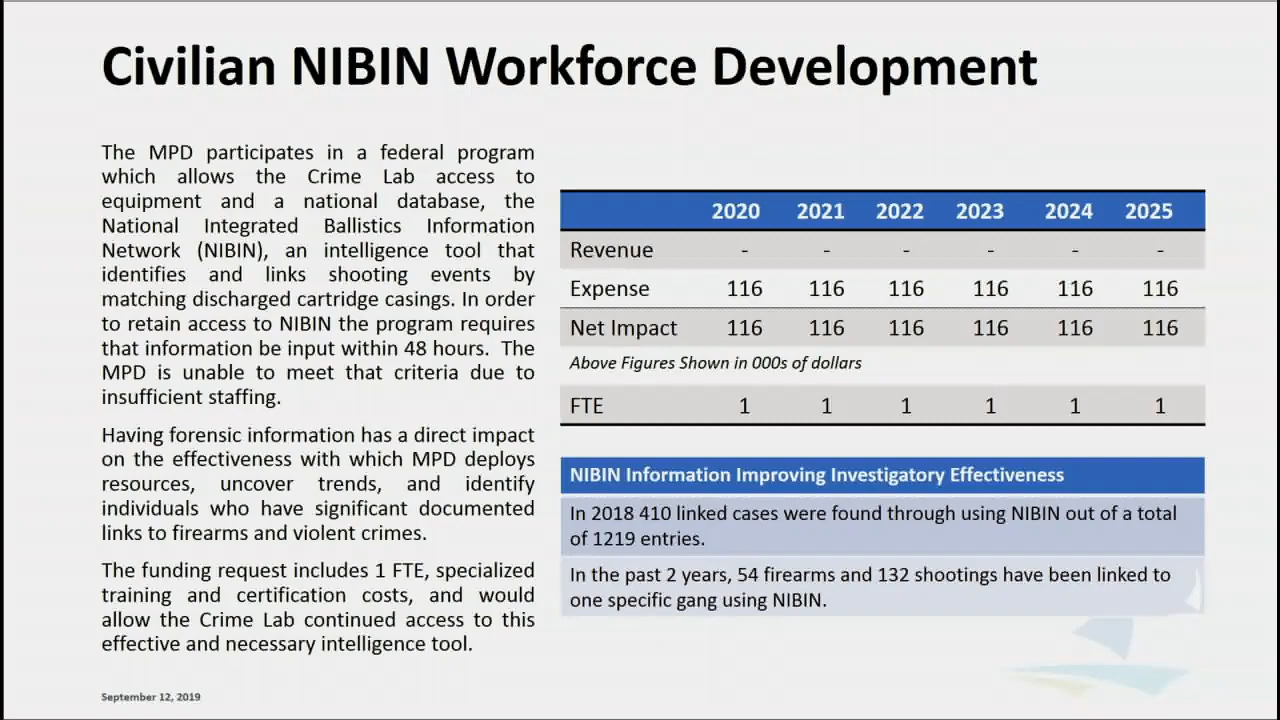 Civilian NIBIN Workforce Development
The MPD participates in a federal program
which allows the Crime Lab access to
equipment and a national database, the
National Integrated Ballistics Information
Network (NIBIN), an intelligence tool that
identifies and links shooting events by
matching discharged cartridge casings. In order
to retain access to NIBIN the program requires
that information be input within 48 hours. The
MPD is unable to meet that criteria due to
insufficient staffing.
Having forensic information has a direct impact
on the effectiveness with which MPD deploys
resources, uncover trends, and identify
individuals who have significant documented
links to firearms and violent crimes.
The funding request includes 1 FTE, specialized
training and certification costs, and would
allow the Crime Lab continued access to this
effective and necessary intelligence tool.
2020 2021 2022 2023 2024 2025
Revenue - - - - - -
Expense 116 116 116 116 116 116
Net Impact 116 116 116 116 116 116
Above Figures Shown in 000s of dollars
FTE 1 1 1 1 1 1
NIBIN Information Improving Investigatory Effectiveness
In 2018 410 linked cases were found through using NIBIN out of a total
of 1219 entries.
In the past 2 years, 54 firearms and 132 shootings have been linked to
one specific gang using NIBIN.
September 12, 2019